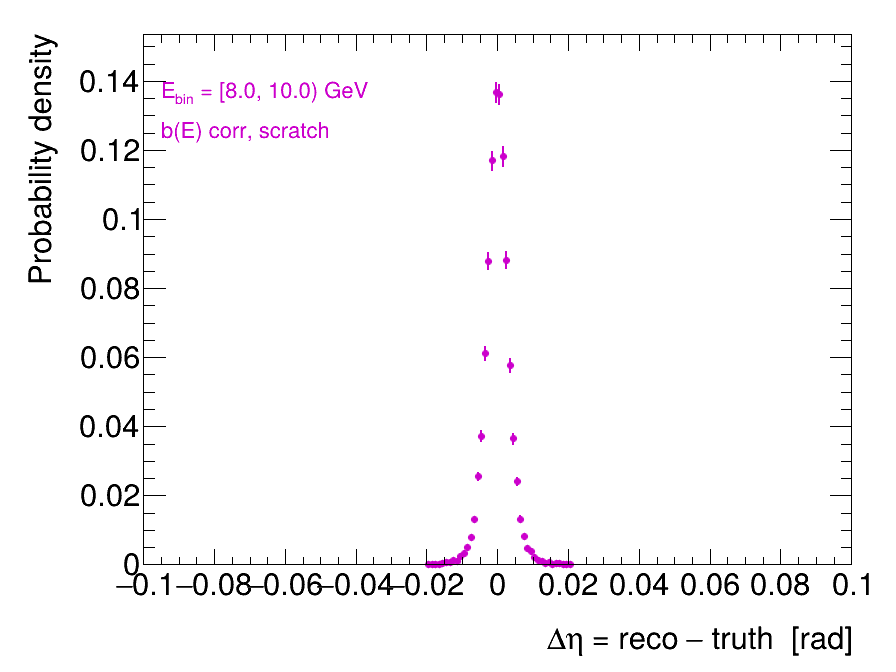 Probability density
0.14
0.12
0.1
0.08
0.06
0.04
0.02
0
E_bin = [8.0, 10.0) GeV
b(E) corr, scratch
−0.1 −0.08 −0.06 −0.04 −0.02 0 0.02 0.04 0.06 0.08 0.1
Δη = reco − truth [rad]